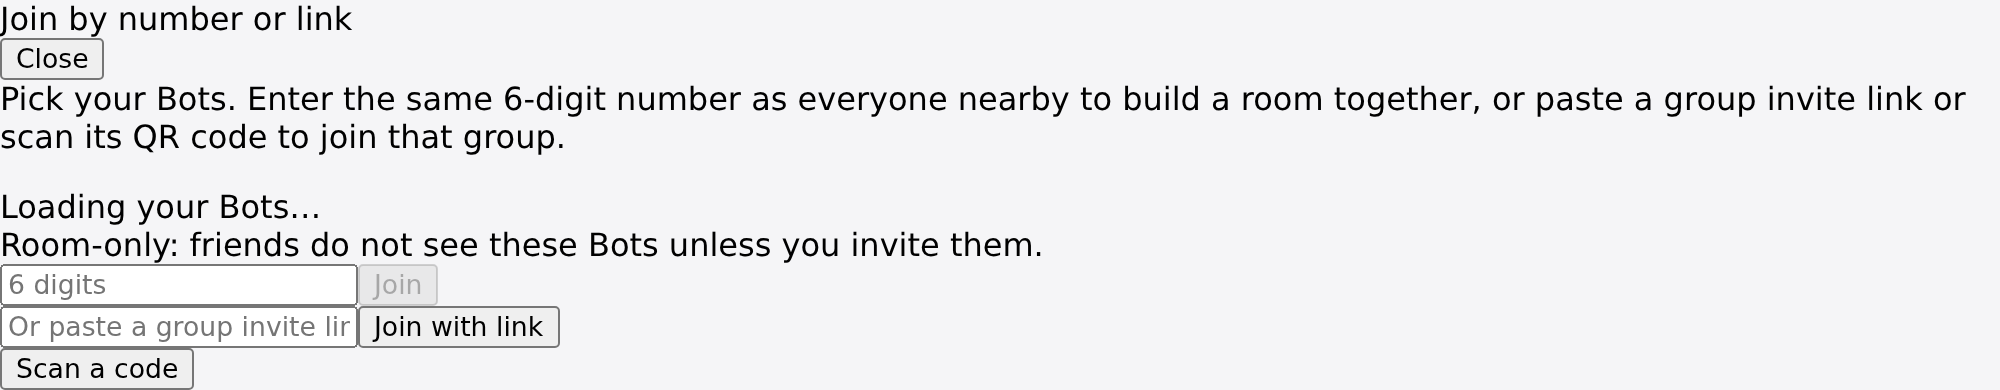 Join by number or link
Close
Pick your Bots. Enter the same 6-digit number as everyone nearby to build a room together, or paste a group invite link or
scan its QR code to join that group.
Loading your Bots...
Room-only: friends do not see these Bots unless you invite them.
6 digits Join
Or paste a group invite lin Join with link
Scan a code